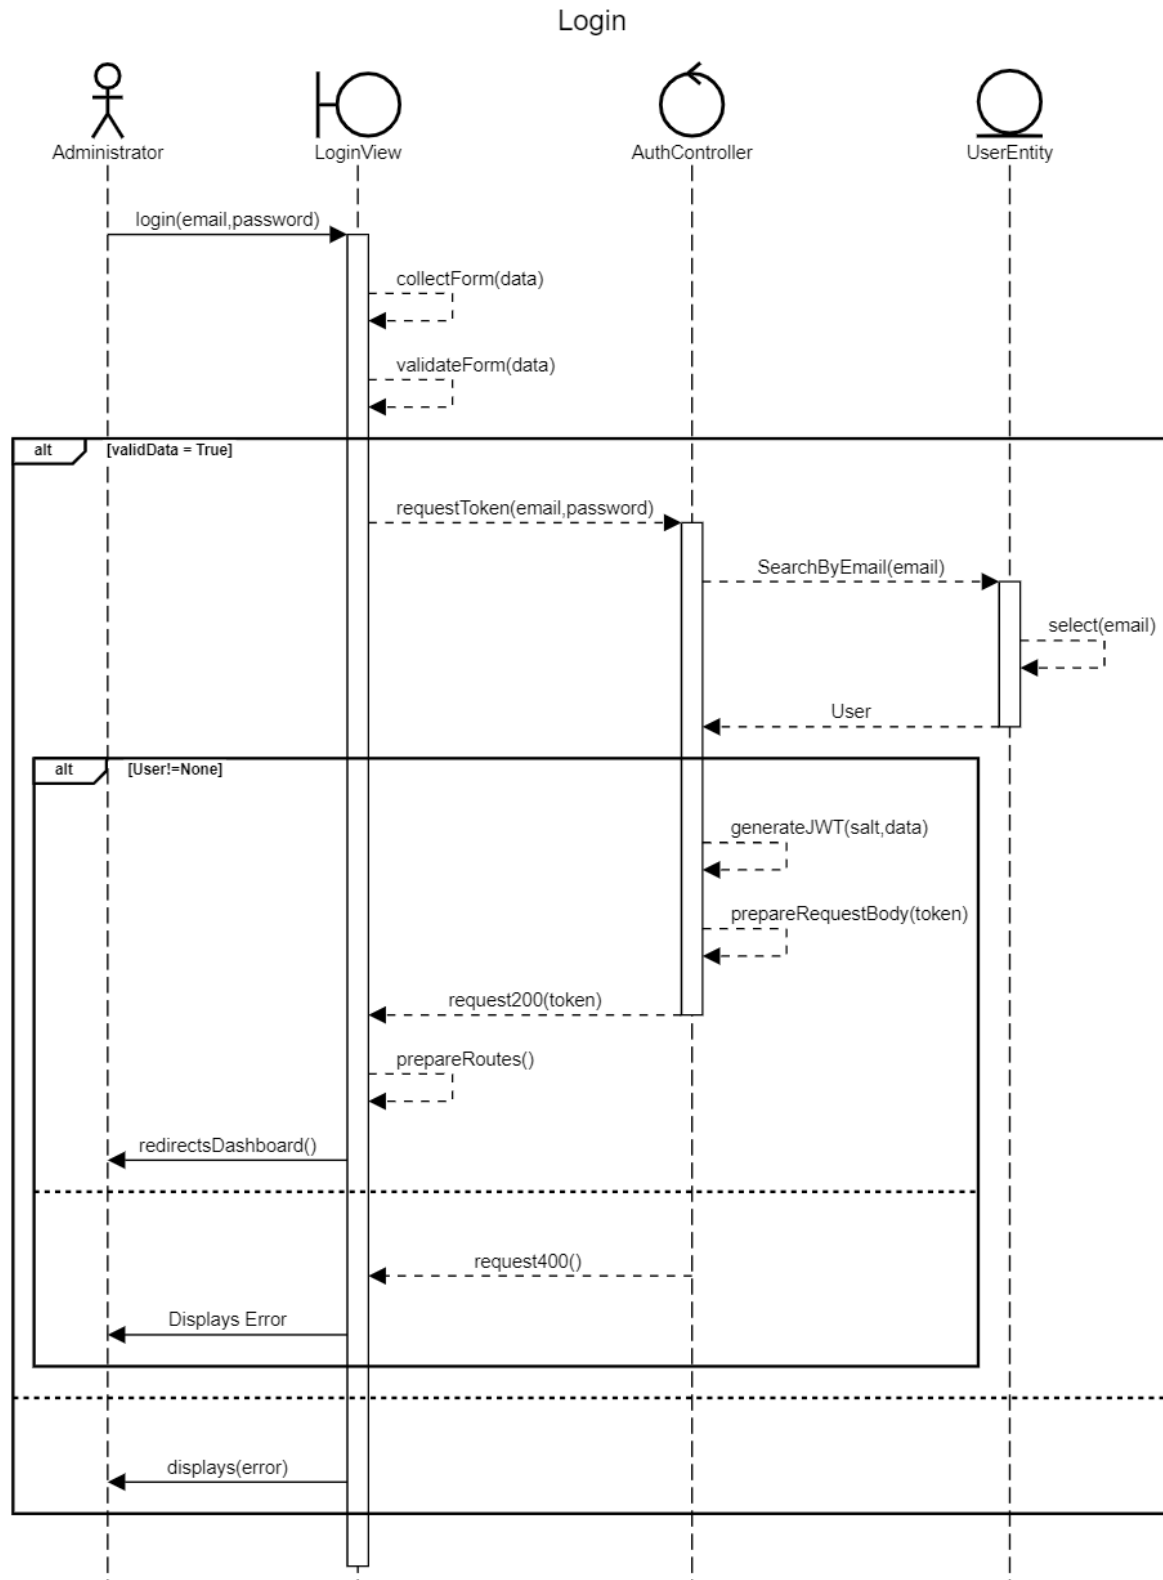 Login
Administrator
LoginView
AuthController
UserEntity
login(email,password)
collectForm(data)
validateForm(data)
alt
[validData = True]
requestToken(email,password)
SearchByEmail(email)
select(email)
User
alt
[User!=None]
generateJWT(salt,data)
prepareRequestBody(token)
request200(token)
prepareRoutes()
redirectsDashboard()
request400()
Displays Error
displays(error)